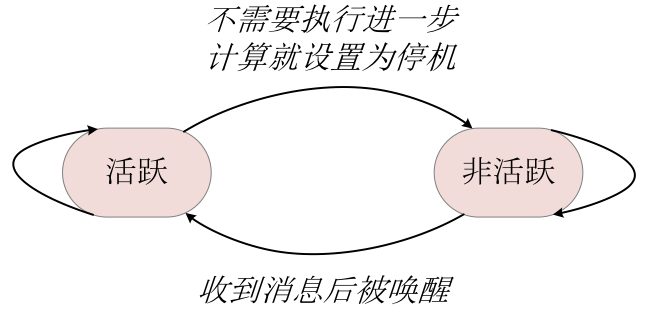 不需要执行进一步
计算就设置为停机
活跃
非活跃
收到消息后被唤醒